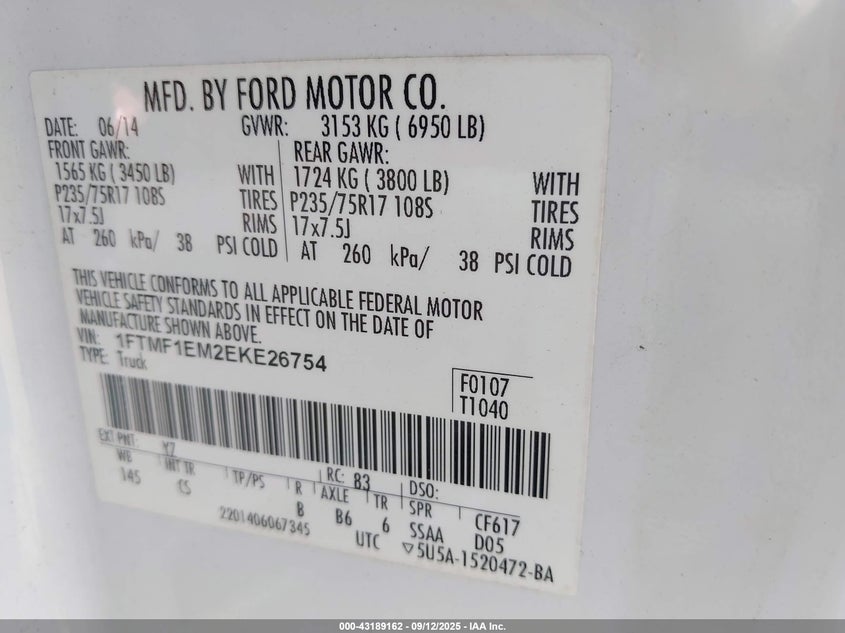 MFD. BY FORD MOTOR CO.
DATE: 06/14 GVWR: 3153 KG ( 6950 LB)
FRONT GAWR: REAR GAWR:
1565 KG ( 3450 LB) WITH 1724 KG ( 3800 LB) WITH
P235/75R17 108S TIRES P235/75R17 108S TIRES
17x7.5J RIMS 17x7.5J RIMS
AT 260 kPa/ 38 PSI COLD AT 260 kPa/ 38 PSI COLD
THIS VEHICLE CONFORMS TO ALL APPLICABLE FEDERAL MOTOR
VEHICLE SAFETY STANDARDS IN EFFECT ON THE DATE OF
MANUFACTURE SHOWN ABOVE.
VIN: 1FTMF1EM2EKE26754
TYPE: Truck
F0107
T1040
EXT PNT: YZ RC: 83 DSO:
WB INT TR TP/PS R AXLE TR SPR CF617
145 CS B B6 6 SSAA D05
2201406067345 UTC ▽5U5A-1520472-BA
000-43189162 - 09/12/2025 - IAA Inc.